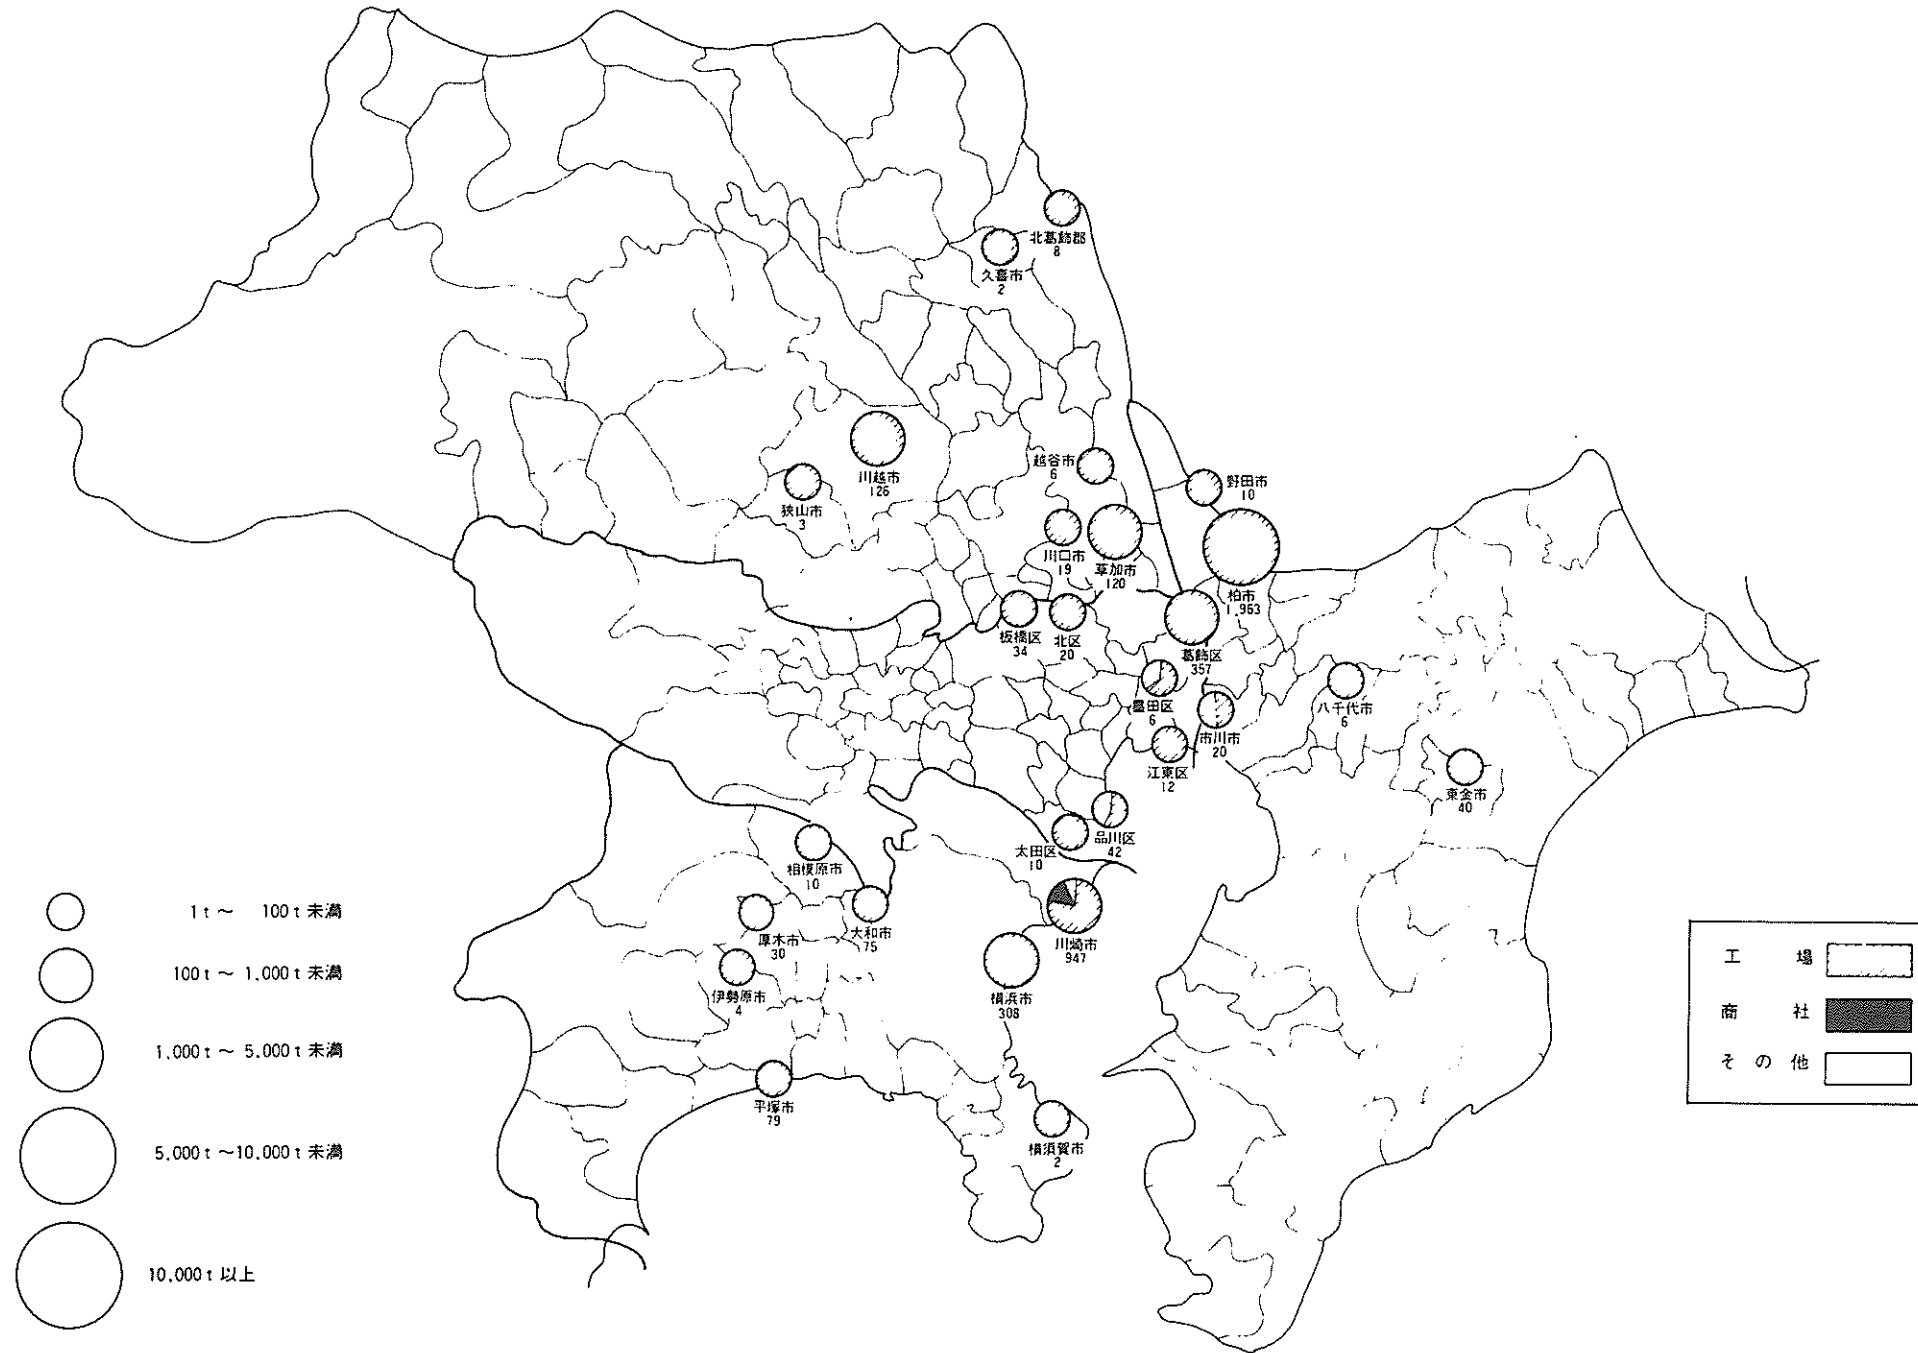 北葛飾郡
8
久喜市
2
越谷市
6
川越市
126
狭山市
3
野田市
10
川口市
19
草加市
120
柏市
1,963
板橋区
34
北区
20
葛飾区
357
墨田区
6
市川市
20
八千代市
6
江東区
12
東金市
40
品川区
42
太田区
10
相模原市
10
大和市
75
厚木市
30
川崎市
947
伊勢原市
4
横浜市
308
平塚市
79
横須賀市
2
1t～ 100t未満
100t～ 1,000t未満
1,000t～ 5,000t未満
5,000t～10,000t未満
10,000t以上
工場
商社
その他